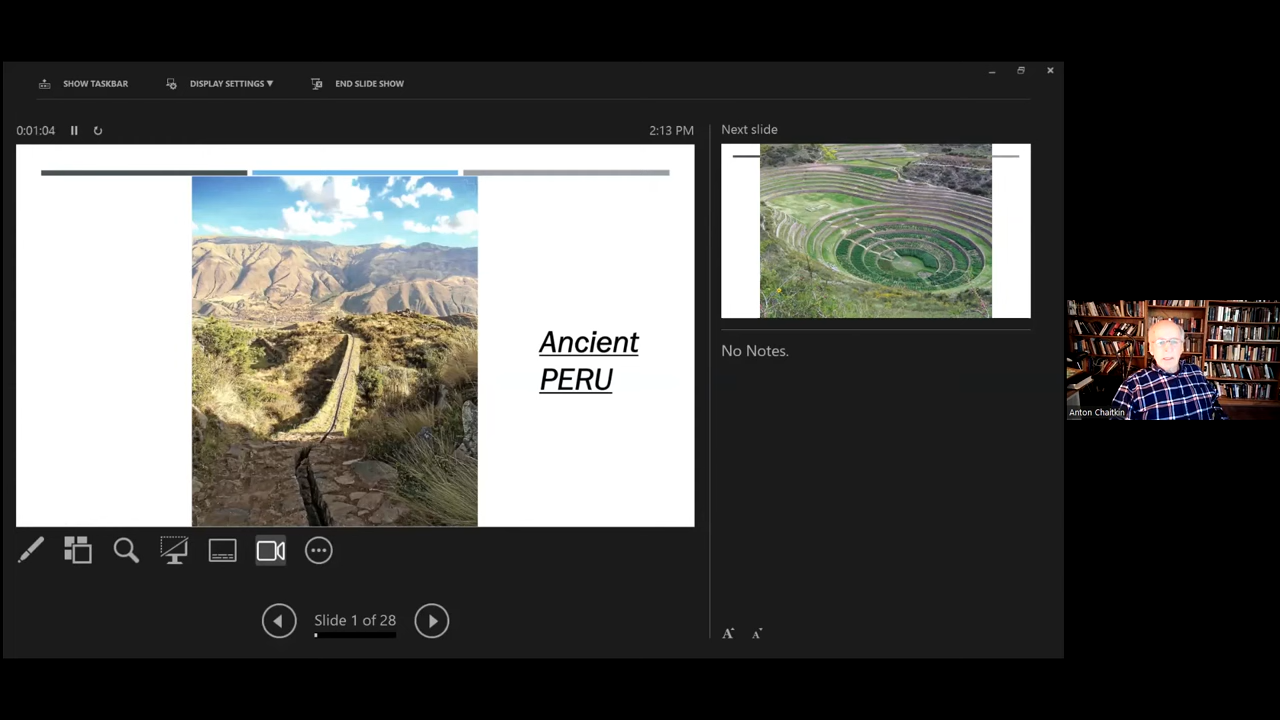 SHOW TASKBAR
DISPLAY SETTINGS ▼
END SLIDE SHOW
0:01:04
2:13 PM
Next slide
Ancient
PERU
No Notes.
Anton Chaitkin
Slide 1 of 28
A A